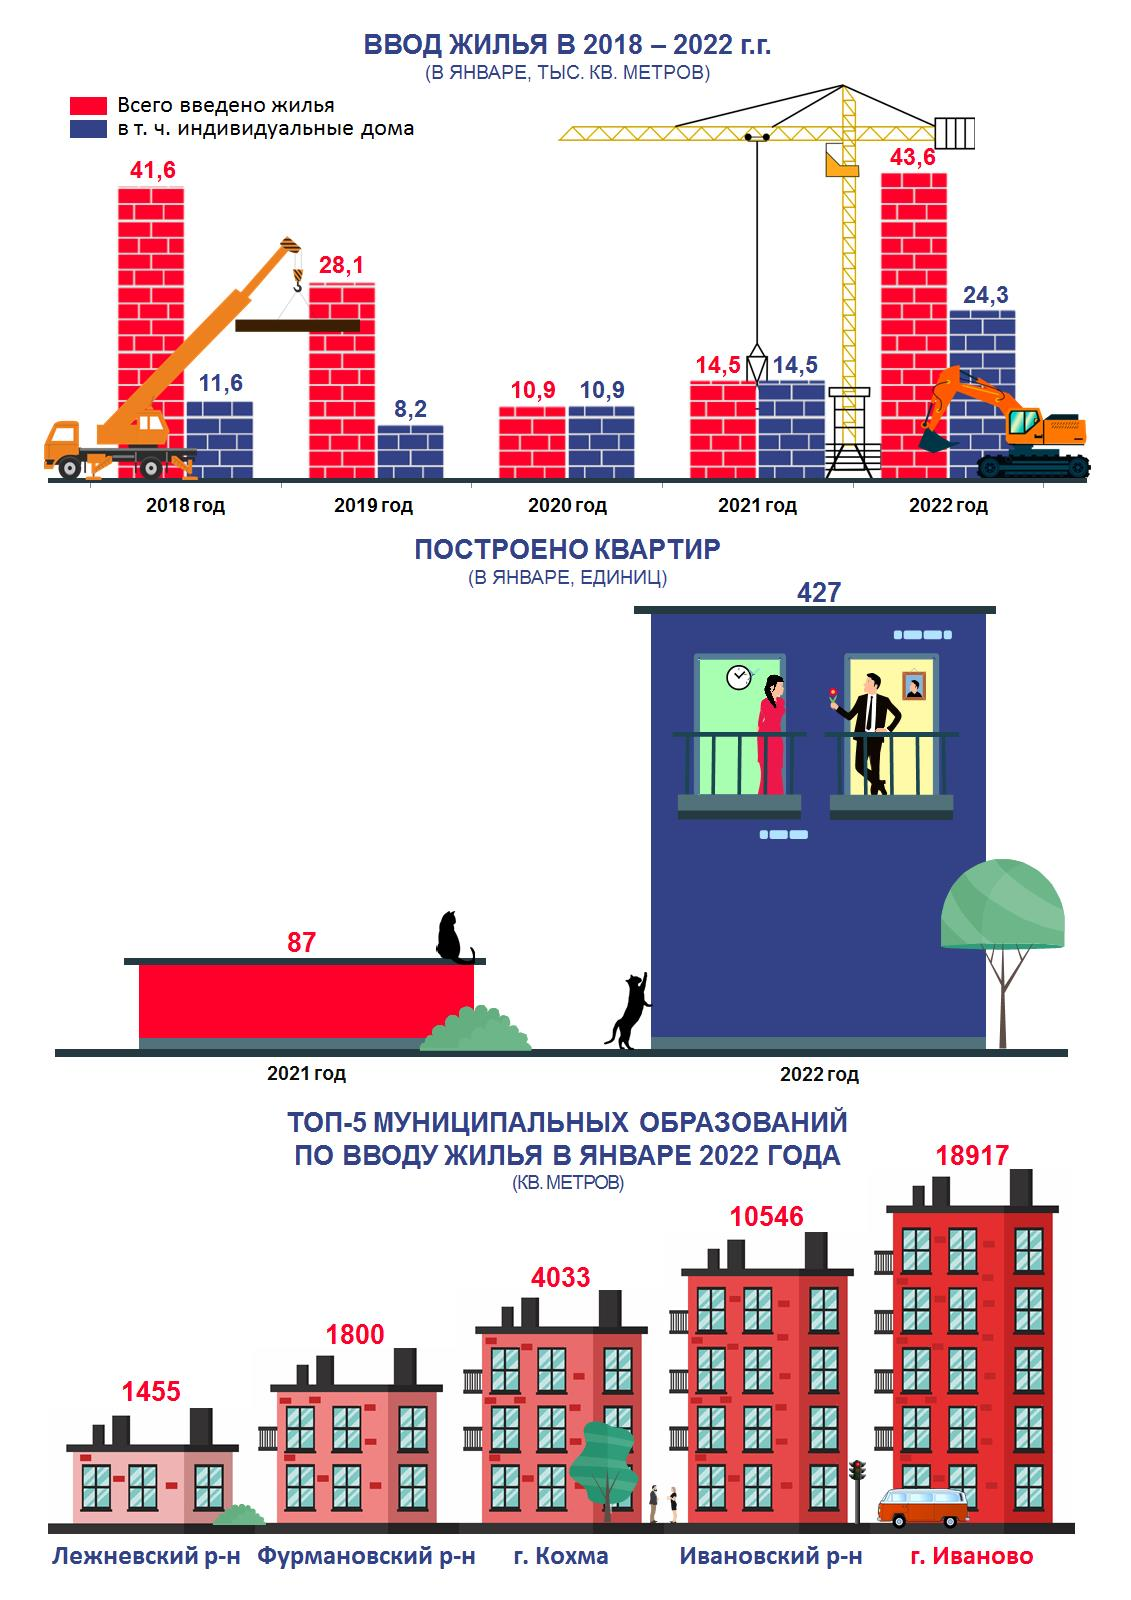 ВВОД ЖИЛЬЯ В 2018 – 2022 г.г.
(В ЯНВАРЕ, ТЫС. КВ. МЕТРОВ)
Всего введено жилья
в т. ч. индивидуальные дома
41,6
11,6
28,1
8,2
10,9
10,9
14,5
14,5
43,6
24,3
2018 год
2019 год
2020 год
2021 год
2022 год
ПОСТРОЕНО КВАРТИР
(В ЯНВАРЕ, ЕДИНИЦ)
87
427
2021 год
2022 год
ТОП-5 МУНИЦИПАЛЬНЫХ ОБРАЗОВАНИЙ
ПО ВВОДУ ЖИЛЬЯ В ЯНВАРЕ 2022 ГОДА
(КВ. МЕТРОВ)
1455
1800
4033
10546
18917
Лежневский р-н
Фурмановский р-н
г. Кохма
Ивановский р-н
г. Иваново